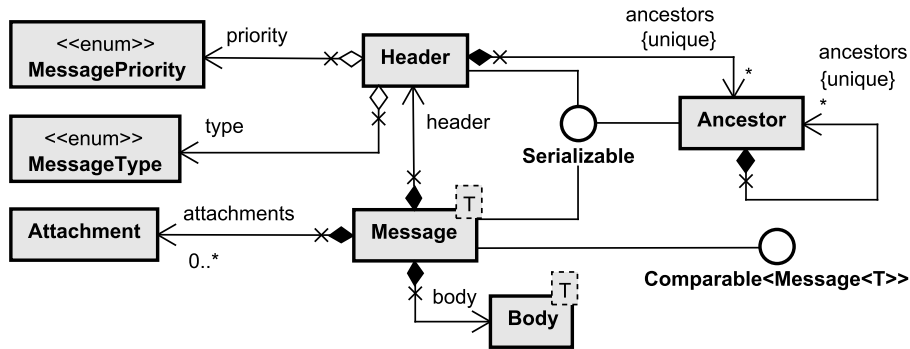 <<enum>>
MessagePriority
priority
Header
ancestors
{unique}
*
ancestors
{unique}
*
Ancestor
<<enum>>
MessageType
type
header
Serializable
T
Attachment
attachments
0..*
Message
Comparable<Message<T>>
body
T
Body